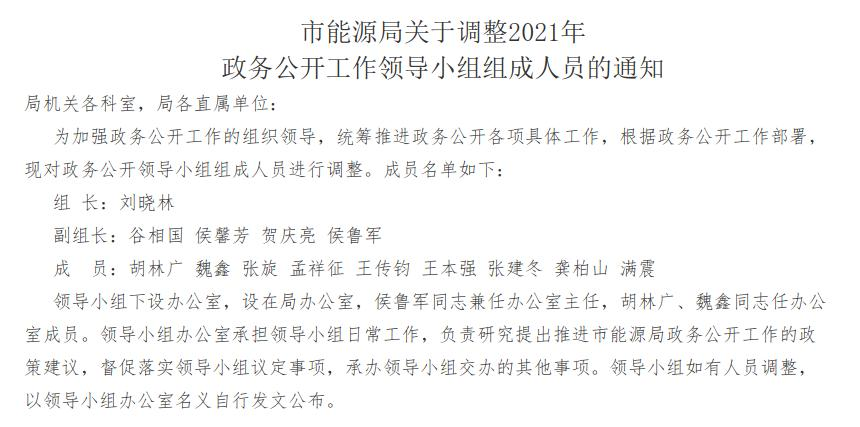 市能源局关于调整2021年
政务公开工作领导小组组成人员的通知
局机关各科室，局各直属单位：
为加强政务公开工作的组织领导，统筹推进政务公开各项具体工作，根据政务公开工作部署，
现对政务公开领导小组组成人员进行调整。成员名单如下：
组 长：刘晓林
副组长：谷相国 侯馨芳 贺庆亮 侯鲁军
成 员：胡林广 魏鑫 张旋 孟祥征 王传钧 王本强 张建冬 龚柏山 满震
领导小组下设办公室，设在局办公室，侯鲁军同志兼任办公室主任，胡林广、魏鑫同志任办公
室成员。领导小组办公室承担领导小组日常工作，负责研究提出推进市能源局政务公开工作的政
策建议，督促落实领导小组议定事项，承办领导小组交办的其他事项。领导小组如有人员调整，
以领导小组办公室名义自行发文公布。